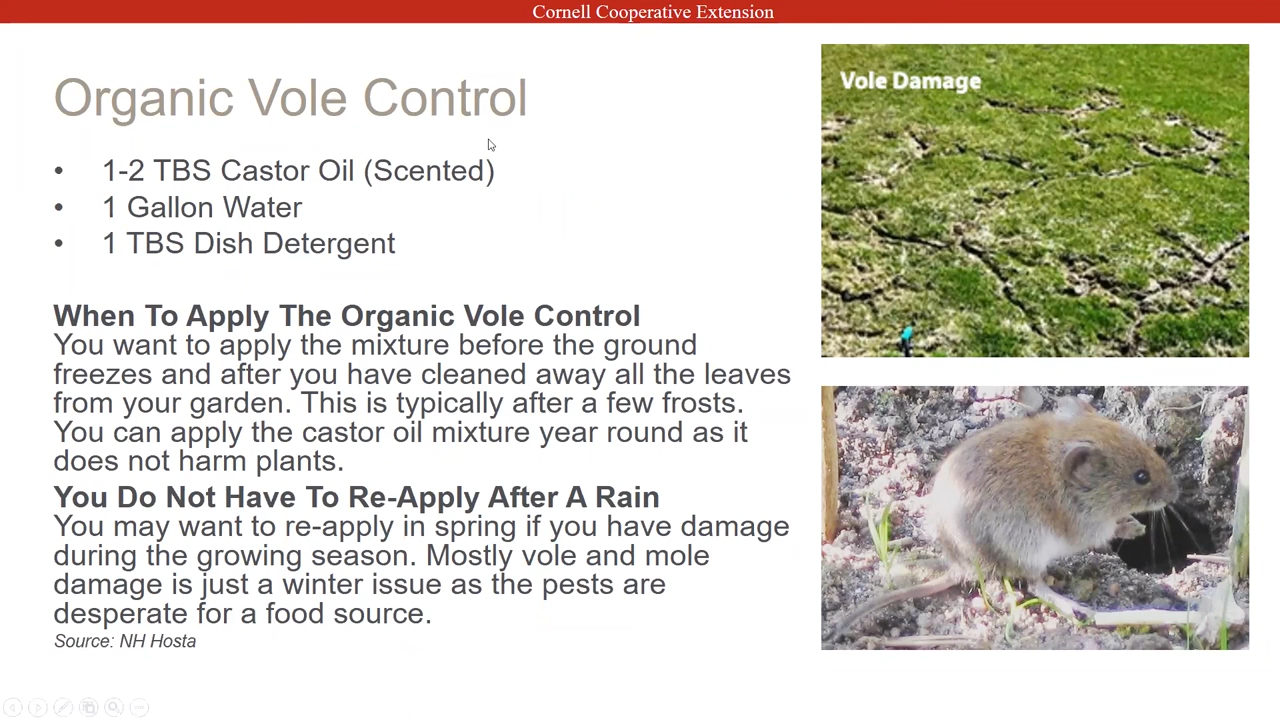 Cornell Cooperative Extension
Organic Vole Control
• 1-2 TBS Castor Oil (Scented)
• 1 Gallon Water
• 1 TBS Dish Detergent
When To Apply The Organic Vole Control
You want to apply the mixture before the ground
freezes and after you have cleaned away all the leaves
from your garden. This is typically after a few frosts.
You can apply the castor oil mixture year round as it
does not harm plants.
You Do Not Have To Re-Apply After A Rain
You may want to re-apply in spring if you have damage
during the growing season. Mostly vole and mole
damage is just a winter issue as the pests are
desperate for a food source.
Source: NH Hosta
Vole Damage